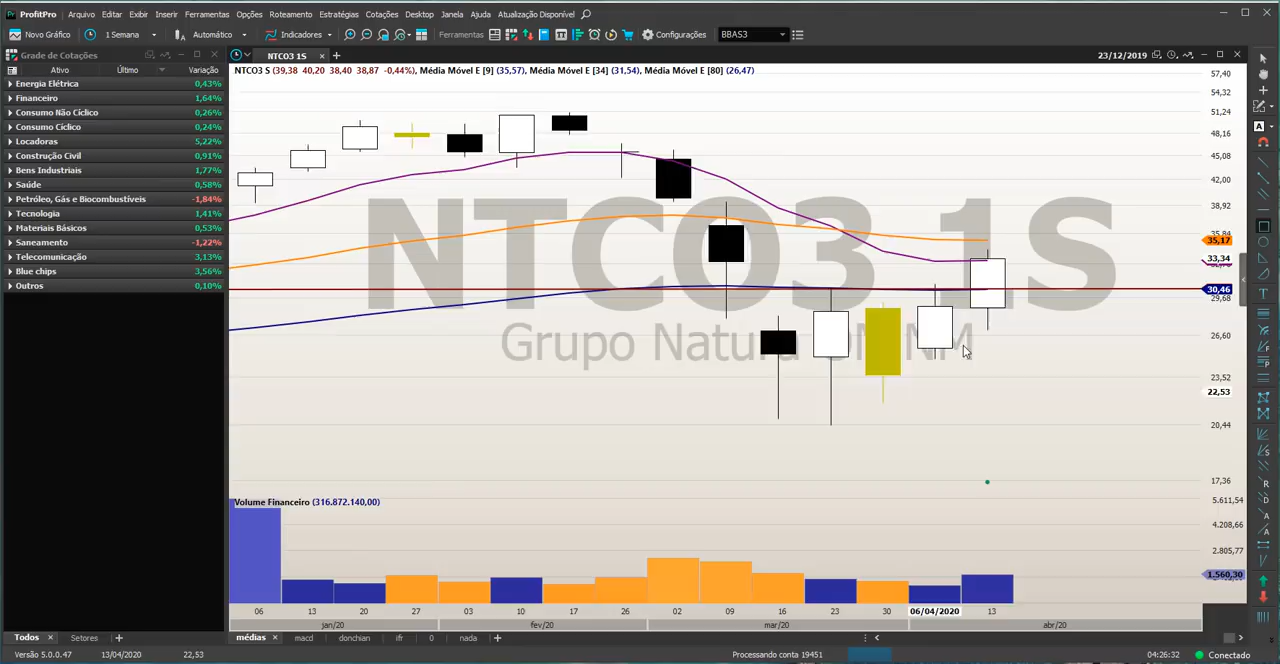 ProfitPro Arquivo Editar Exibir Inserir Ferramentas Opções Roteamento Estratégias Cotações Desktop Janela Ajuda Atualização Disponível
Novo Gráfico 1 Semana Automático Indicadores Ferramentas Configurações BBAS3
Grade de Cotações
NTCO3 1S
23/12/2019
Ativo Último Variação
Energia Elétrica 0,43%
Financeiro 1,64%
Consumo Não Cíclico 0,26%
Consumo Cíclico 0,24%
Locadoras 5,22%
Construição Civil 0,91%
Bens Industriais 1,77%
Saúde 0,58%
Petróleo, Gás e Biocombustíveis -1,84%
Tecnologia 1,41%
Materiais Básicos 0,53%
Saneamento -1,22%
Telecomunicação 3,13%
Blue chips 3,56%
Outros 0,10%
NTCO3 S (39,38 40,20 38,40 38,87 -0,44%), Média Móvel E [9] (35,57), Média Móvel E [34] (31,54), Média Móvel E [80] (26,47)
NTCO3 1S
Grupo Natura
NM
57,40
54,32
51,24
48,16
45,08
42,00
38,92
35,84
35,17
33,34
30,46
29,68
26,60
23,52
22,53
20,44
17,36
Volume Financeiro (316.872.140,00)
5.611,54
4.208,66
2.805,77
1.560,30
06 13 20 27 03 10 17 26 02 09 16 23 30 06/04/2020 13
jan/20 fev/20 mar/20 abr/20
Todos Setores
médias macd donchian ifr 0 nada
Versão 5.0.0.47 13/04/2020 22,53 Processando conta 19451 04:26:32 Conectado